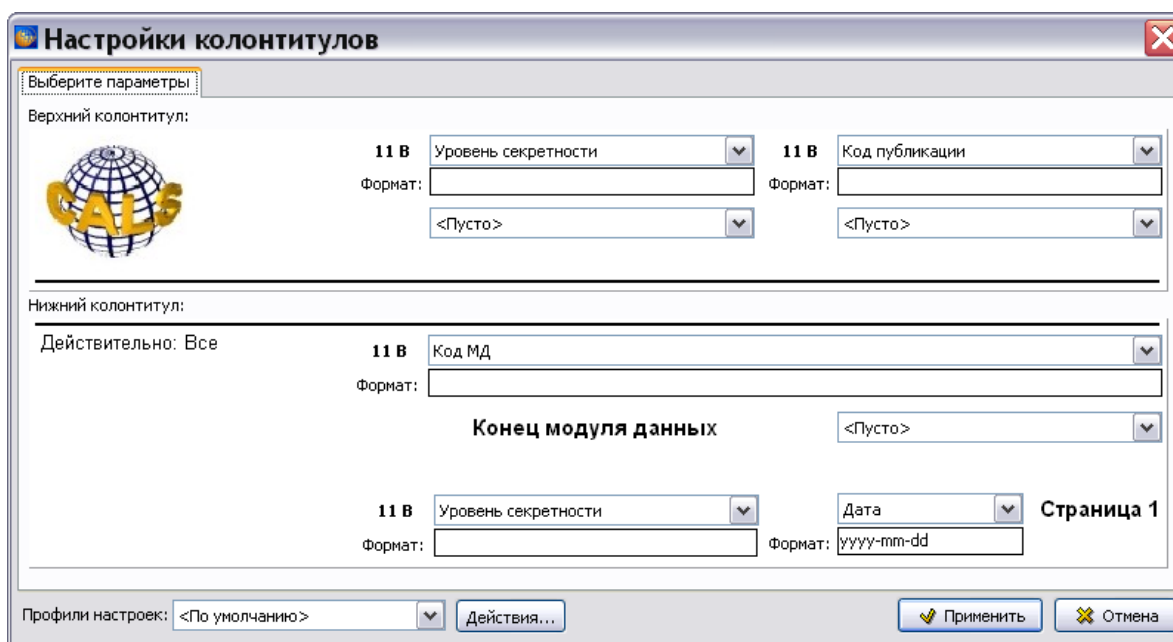 Настройки колонтитулов
Выберите параметры
Верхний колонтитул:
CALS
11 В Уровень секретности 11 В Код публикации
Формат: Формат:
<Пусто> <Пусто>
Нижний колонтитул:
Действительно: Все
11 В Код МД
Формат:
Конец модуля данных <Пусто>
11 В Уровень секретности Дата Страница 1
Формат: Формат: yyyy-mm-dd
Профили настроек: <По умолчанию> Действия... Применить Отмена